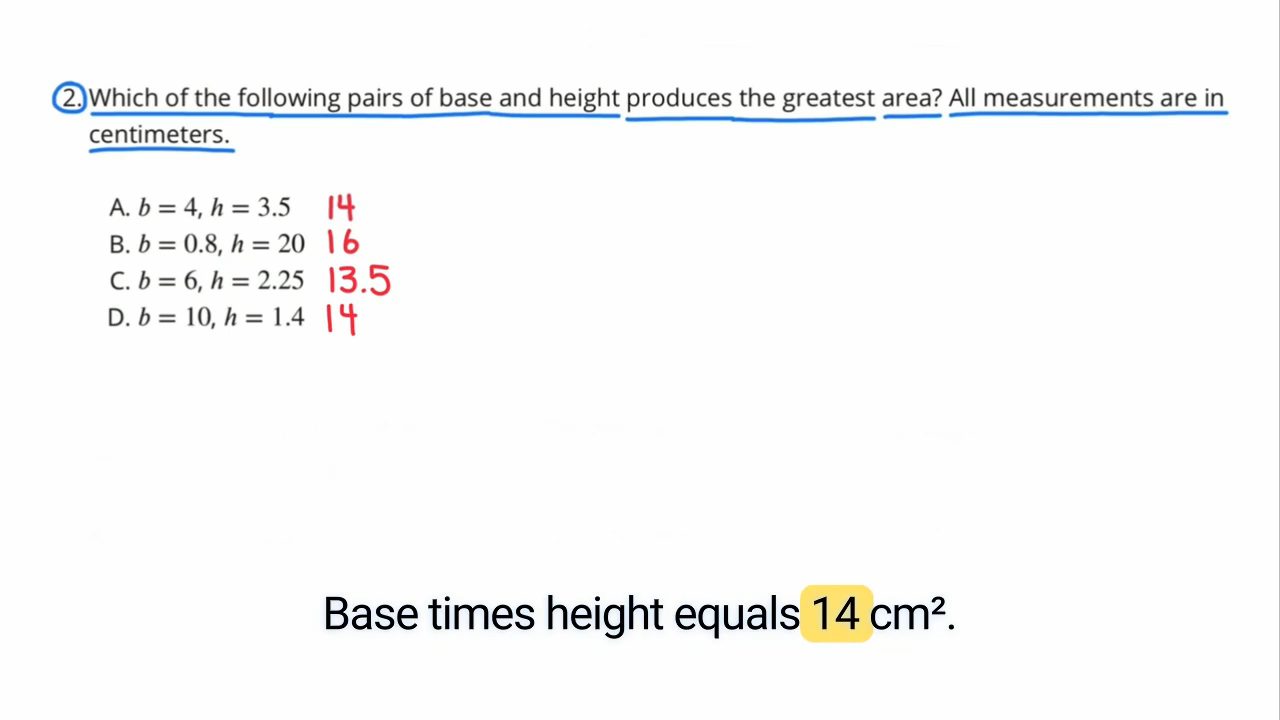 2. Which of the following pairs of base and height produces the greatest area? All measurements are in
centimeters.
A. b = 4, h = 3.5 14
B. b = 0.8, h = 20 16
C. b = 6, h = 2.25 13.5
D. b = 10, h = 1.4 14
Base times height equals 14 cm².